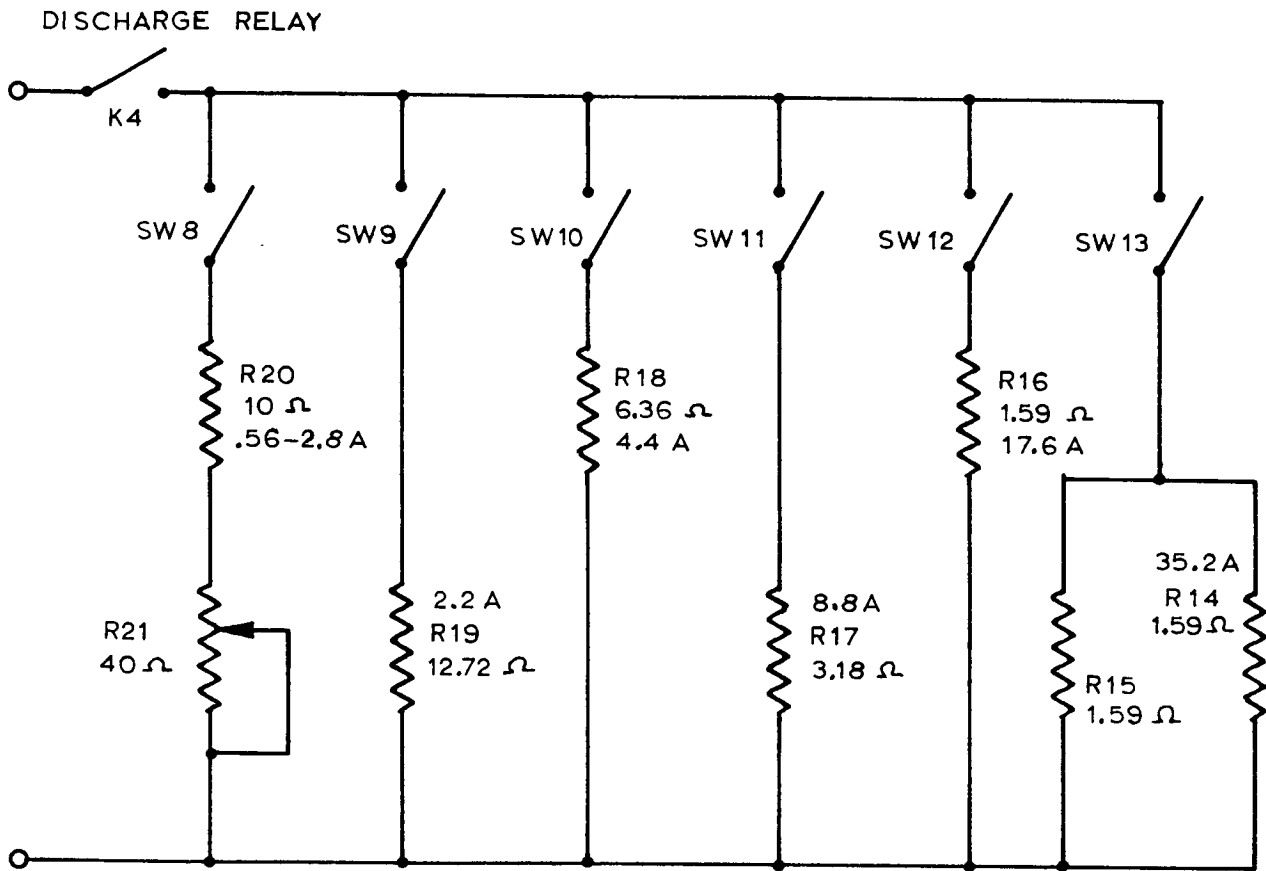 DISCHARGE RELAY
K4
SW8
SW9
SW10
SW11
SW12
SW13
R20
10 Ω
.56-2.8 A
R18
6.36 Ω
4.4 A
R16
1.59 Ω
17.6 A
R21
40 Ω
2.2 A
R19
12.72 Ω
8.8 A
R17
3.18 Ω
R15
1.59 Ω
35.2 A
R14
1.59 Ω